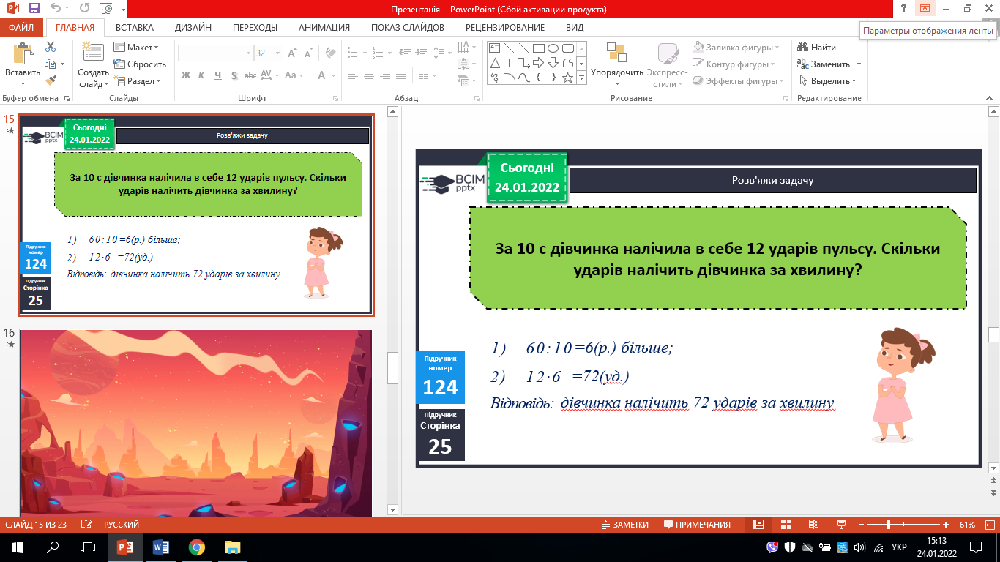 Презентація - PowerPoint (Сбой активации продукта)
ФАЙЛ ГЛАВНАЯ ВСТАВКА ДИЗАЙН ПЕРЕХОДЫ АНИМАЦИЯ ПОКАЗ СЛАЙДОВ РЕЦЕНЗИРОВАНИЕ ВИД
Параметры отображения ленты
Вставить
Буфер обмена
Создать
слайд
Макет
Сбросить
Раздел
Слайды
32
Ж К Ч S abc AV Aa А
Шрифт
Абзац
Упорядочить
Экспресс-
стили
Заливка фигуры
Контур фигуры
Эффекты фигуры
Рисование
Найти
Заменить
Выделить
Редактирование
15
Сьогодні
24.01.2022
BCIM
pptx
Розв'яжи задачу
За 10 с дівчинка налічила в себе 12 ударів пульсу. Скільки
ударів налічить дівчинка за хвилину?
1) 60:10=6(р.) більше;
2) 12·6 =72(уд.)
Відповідь: дівчинка налічить 72 ударів за хвилину
Підручник
номер
124
Підручник
Сторінка
25
16
Сьогодні
24.01.2022
BCIM
pptx
Розв'яжи задачу
За 10 с дівчинка налічила в себе 12 ударів пульсу. Скільки
ударів налічить дівчинка за хвилину?
1) 60:10=6(р.) більше;
2) 12·6 =72(уд.)
Відповідь: дівчинка налічить 72 ударів за хвилину
Підручник
номер
124
Підручник
Сторінка
25
СЛАЙД 15 ИЗ 23 РУССКИЙ ЗАМЕТКИ ПРИМЕЧАНИЯ 61%
УКР
15:13
24.01.2022